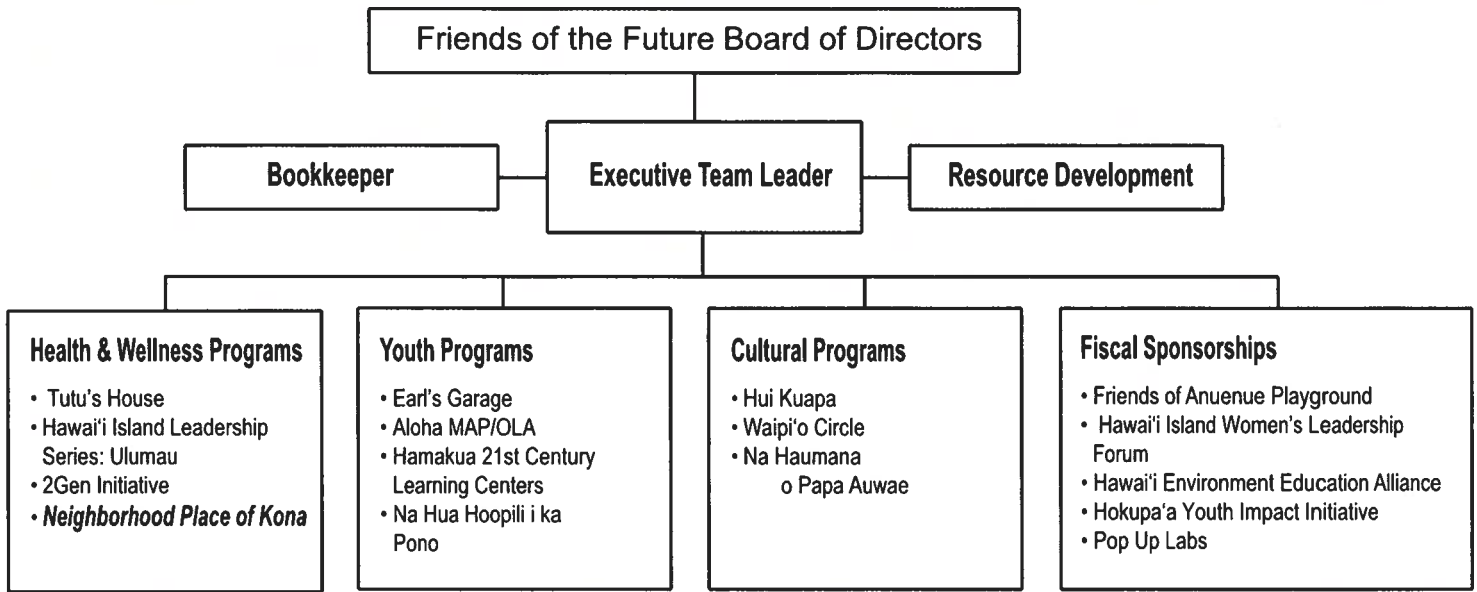 Friends of the Future Board of Directors
Bookkeeper
Executive Team Leader
Resource Development
Health & Wellness Programs
• Tutu's House
• Hawai‘i Island Leadership
Series: Ulumau
• 2Gen Initiative
• Neighborhood Place of Kona
Youth Programs
• Earl's Garage
• Aloha MAP/OLA
• Hamakua 21st Century
Learning Centers
• Na Hua Hoopili i ka
Pono
Cultural Programs
• Hui Kuapa
• Waipi‘o Circle
• Na Haumana
o Papa Auwae
Fiscal Sponsorships
• Friends of Anuenue Playground
• Hawai‘i Island Women's Leadership
Forum
• Hawai‘i Environment Education Alliance
• Hokupa‘a Youth Impact Initiative
• Pop Up Labs